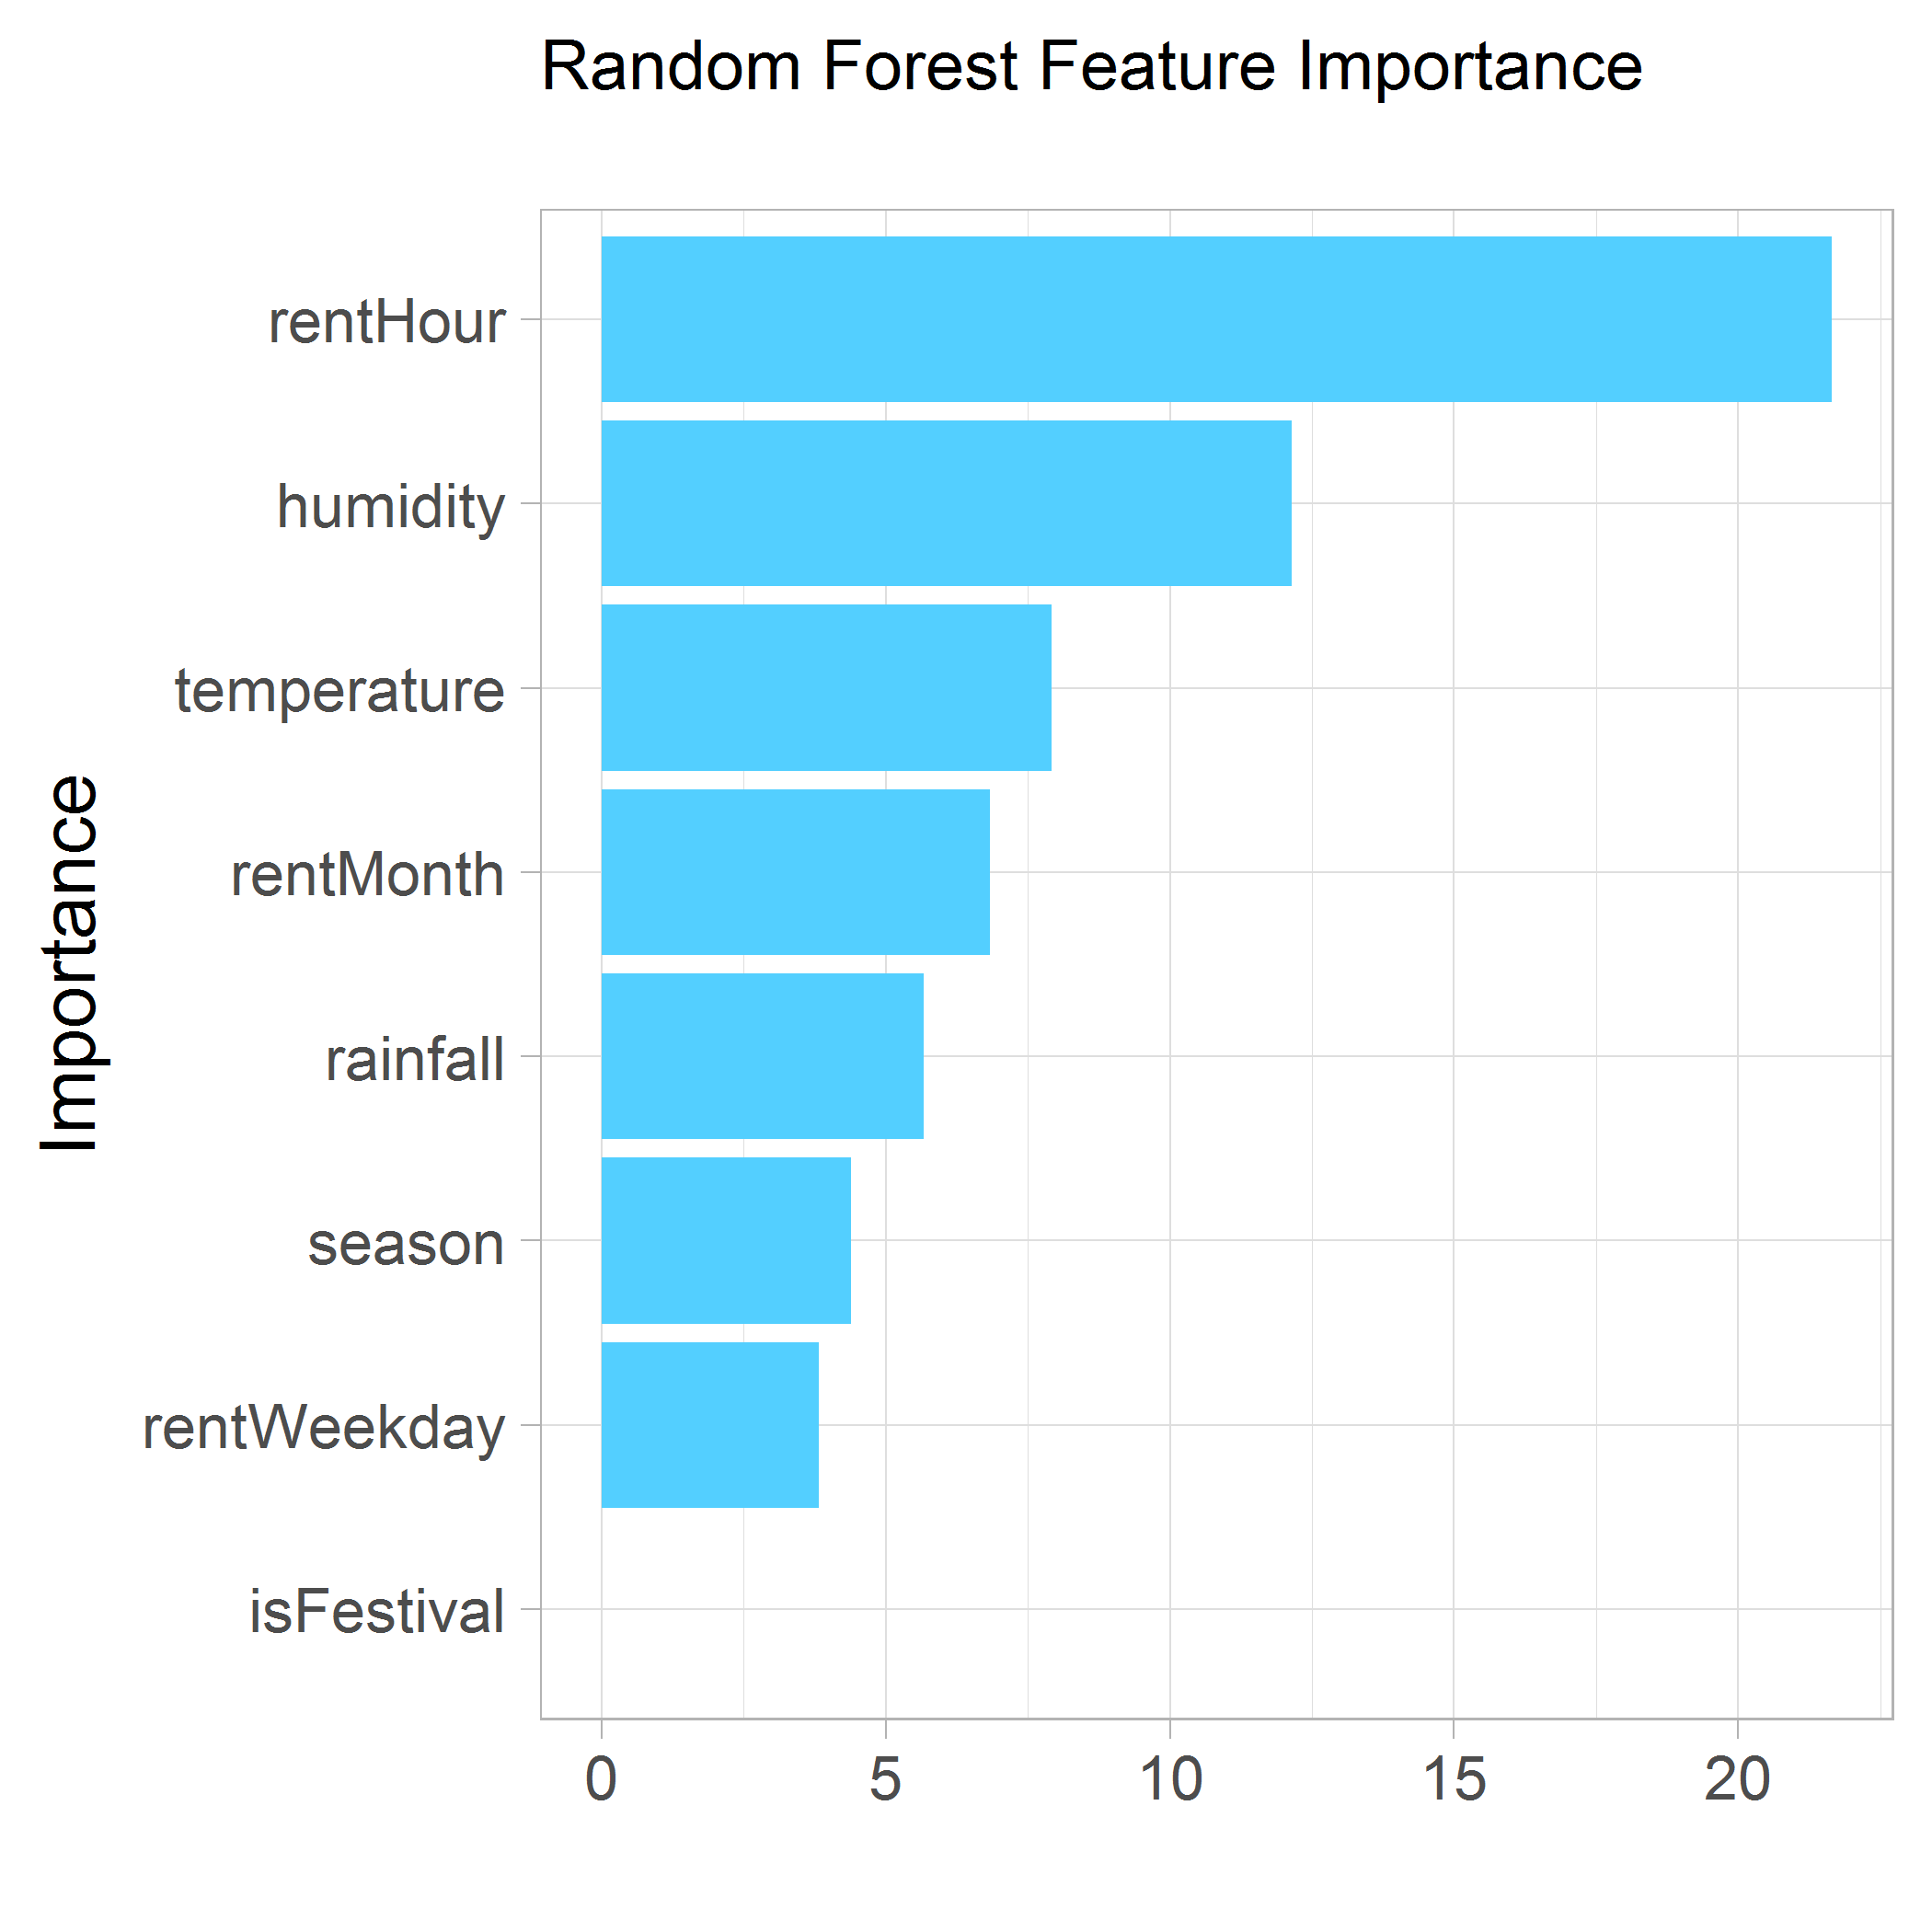 Random Forest Feature Importance
Importance
rentHour
humidity
temperature
rentMonth
rainfall
season
rentWeekday
isFestival
0 5 10 15 20